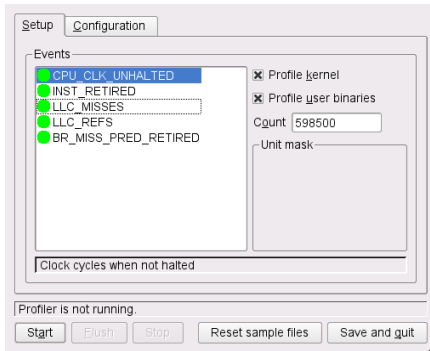 Setup Configuration
Events
CPU_CLK_UNHALTED
INST_RETIRED
LLC_MISSES
LLC_REFS
BR_MISS_PRED_RETIRED
Profile kernel
Profile user binaries
Count 598500
Unit mask
Clock cycles when not halted
Profiler is not running.
Start Flush Stop Reset sample files Save and quit